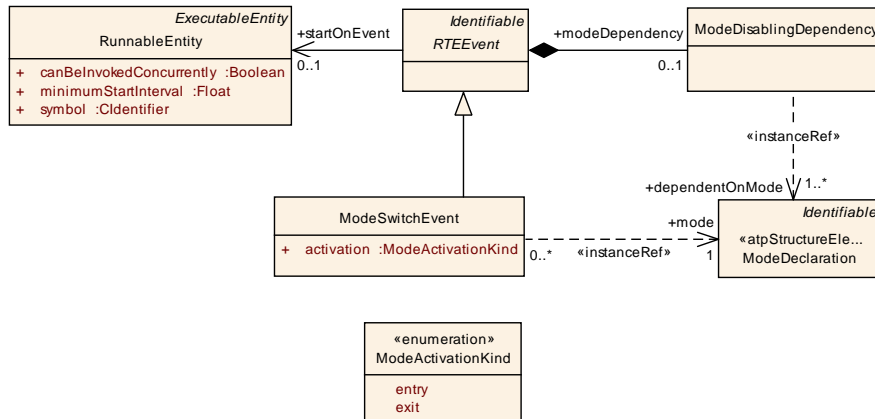 ExecutableEntity
RunnableEntity
+ canBeInvokedConcurrently :Boolean
+ minimumStartInterval :Float
+ symbol :CIdentifier
+startOnEvent
0..1
Identifiable
RTEEvent
+modeDependency
0..1
ModeDisablingDependency
«instanceRef»
+dependentOnMode
1..*
ModeSwitchEvent
+ activation :ModeActivationKind
0..*
«instanceRef»
+mode
1
Identifiable
«atpStructureEle...
ModeDeclaration
«enumeration»
ModeActivationKind
entry
exit